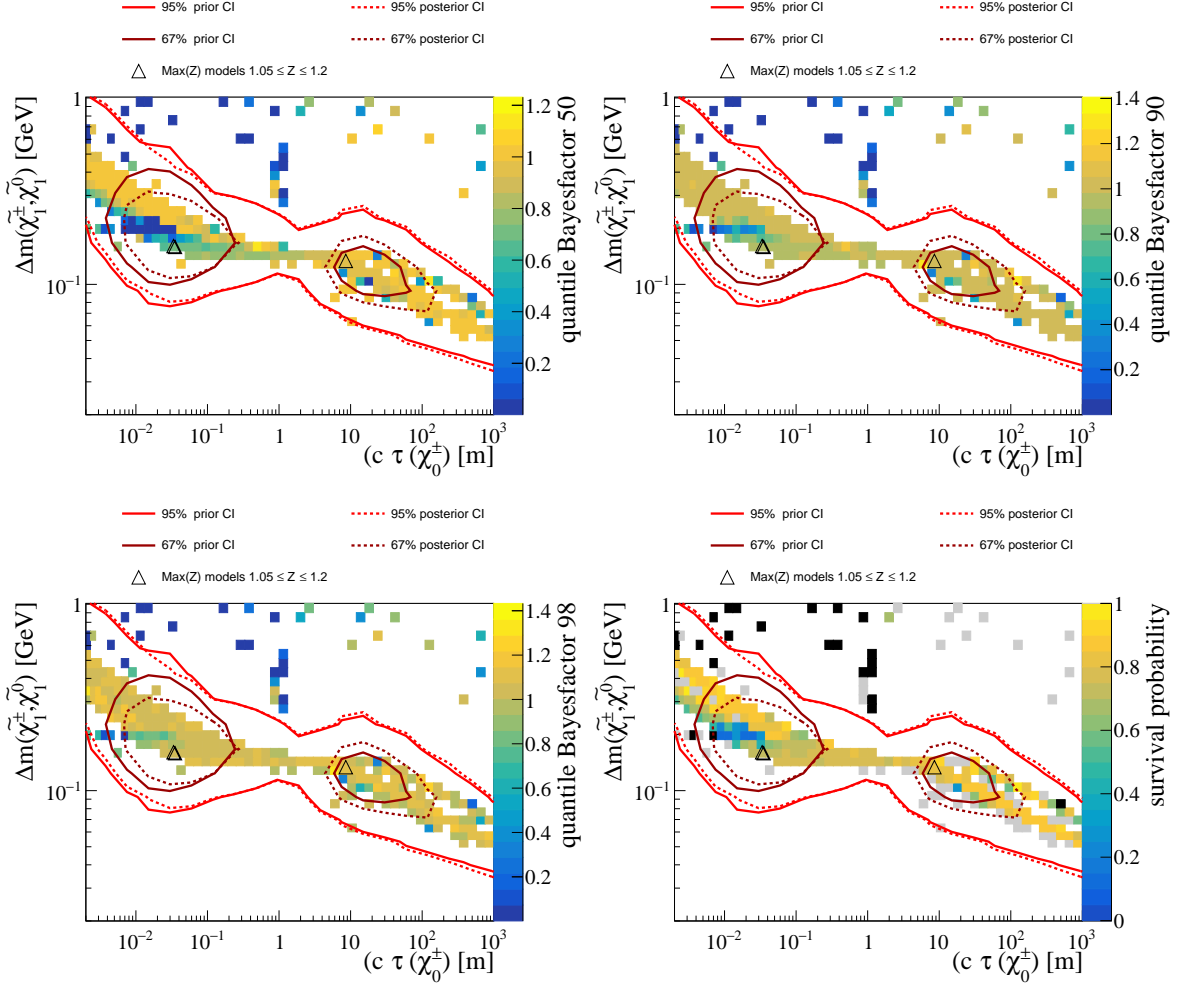 95% prior CI
95% posterior CI
67% prior CI
67% posterior CI
△ Max(Z) models 1.05 ≤ Z ≤ 1.2
Δm(χ̃₁±,χ̃₁⁰) [GeV]
1
10⁻¹
10⁻² 10⁻¹ 1 10 10² 10³
(c τ (χ₀±) [m]
0.2
0.4
0.6
0.8
1
1.2
quantile Bayesfactor 50
95% prior CI
95% posterior CI
67% prior CI
67% posterior CI
△ Max(Z) models 1.05 ≤ Z ≤ 1.2
Δm(χ̃₁±,χ̃₁⁰) [GeV]
1
10⁻¹
10⁻² 10⁻¹ 1 10 10² 10³
(c τ (χ₀±) [m]
0.2
0.4
0.6
0.8
1
1.2
1.4
quantile Bayesfactor 90
95% prior CI
95% posterior CI
67% prior CI
67% posterior CI
△ Max(Z) models 1.05 ≤ Z ≤ 1.2
Δm(χ̃₁±,χ̃₁⁰) [GeV]
1
10⁻¹
10⁻² 10⁻¹ 1 10 10² 10³
(c τ (χ₀±) [m]
0.2
0.4
0.6
0.8
1
1.2
1.4
quantile Bayesfactor 98
95% prior CI
95% posterior CI
67% prior CI
67% posterior CI
△ Max(Z) models 1.05 ≤ Z ≤ 1.2
Δm(χ̃₁±,χ̃₁⁰) [GeV]
1
10⁻¹
10⁻² 10⁻¹ 1 10 10² 10³
(c τ (χ₀±) [m]
0
0.1
0.2
0.3
0.4
0.5
0.6
0.7
0.8
0.9
1
survival probability